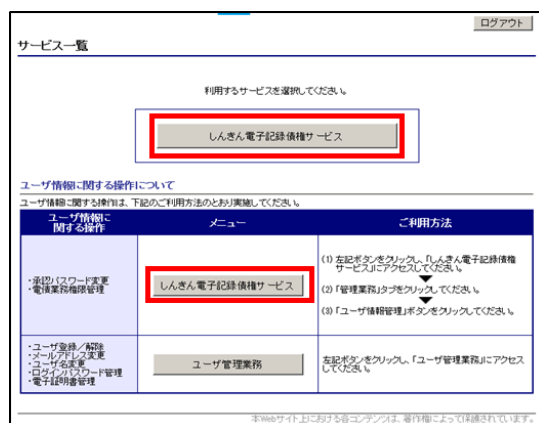 ログアウト
サービス一覧
利用するサービスを選択してください。
しんきん電子記録債権サービス
ユーザ情報に関する操作について
ユーザ情報に関する操作は、下記のご利用方法のとおり実施してください。
ユーザ情報に
関する操作
メニュー
ご利用方法
・承認パスワード変更
・電債業務権限管理
しんきん電子記録債権サービス
(1) 左記ボタンをクリックし、「しんきん電子記録債権
サービス」にアクセスしてください。
▼
(2) 「管理業務」タブをクリックしてください。
▼
(3) 「ユーザ情報管理」ボタンをクリックしてください。
・ユーザ登録／解除
・メールアドレス変更
・ユーザ名変更
・ログインパスワード管理
・電子証明書管理
ユーザ管理業務
左記ボタンをクリックし、「ユーザ管理業務」にアクセス
してください。
本Webサイト上における各コンテンツは、著作権によって保護されています。